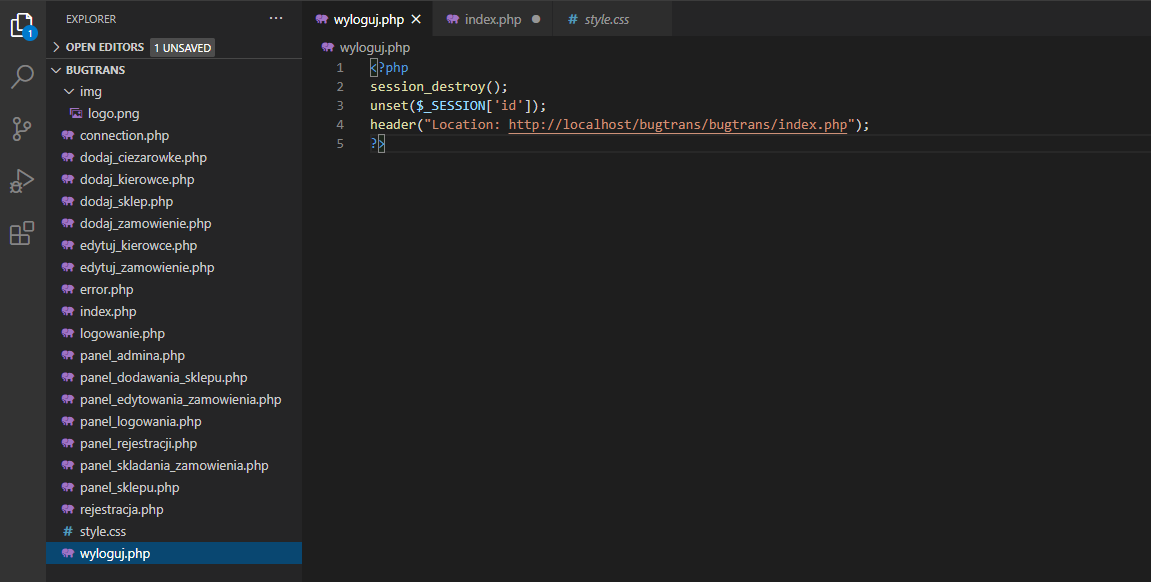 1
EXPLORER
OPEN EDITORS 1 UNSAVED
BUGTRANS
img
logo.png
connection.php
dodaj_ciezarowke.php
dodaj_kierowce.php
dodaj_sklep.php
dodaj_zamowienie.php
edytuj_kierowce.php
edytuj_zamowienie.php
error.php
index.php
logowanie.php
panel_admina.php
panel_dodawania_sklepu.php
panel_edytowania_zamowienia.php
panel_logowania.php
panel_rejestracji.php
panel_skladania_zamowienia.php
panel_sklepu.php
rejestracja.php
# style.css
wyloguj.php
wyloguj.php index.php # style.css
wyloguj.php
1 <?php
2 session_destroy();
3 unset($_SESSION['id']);
4 header("Location: http://localhost/bugtrans/bugtrans/index.php");
5 ?>